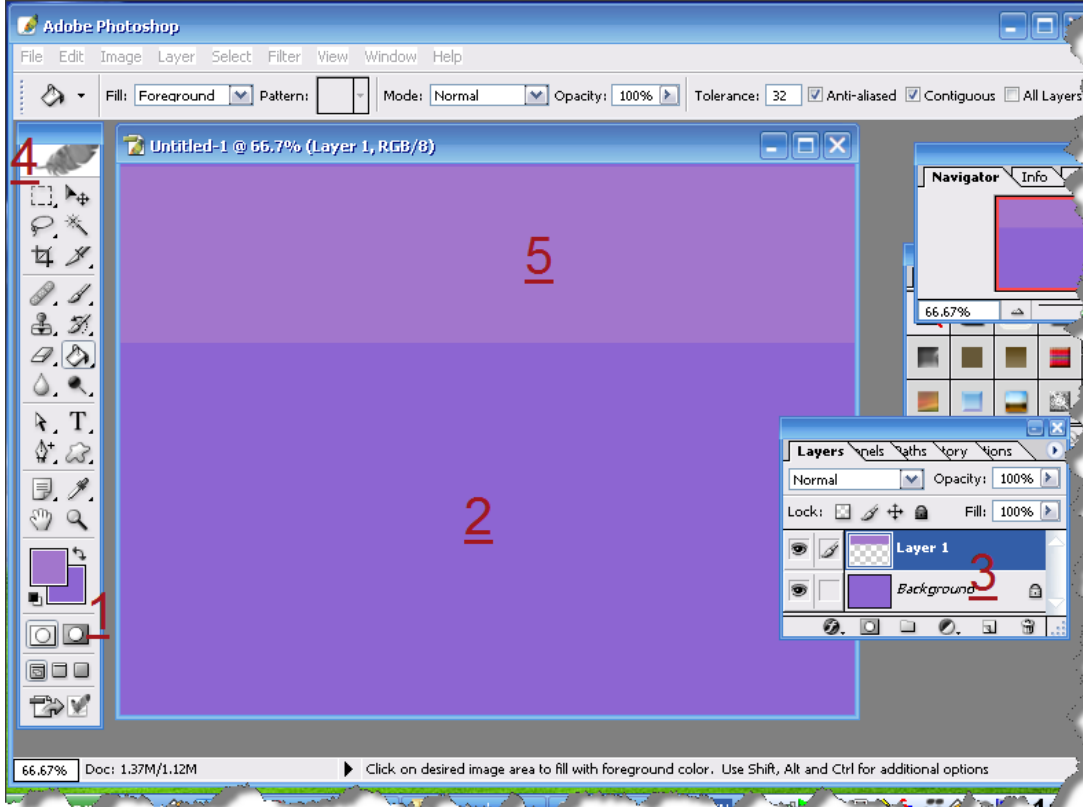 Adobe Photoshop
File Edit Image Layer Select Filter View Window Help
Fill: Foreground Pattern: Mode: Normal Opacity: 100% Tolerance: 32 Anti-aliased Contiguous All Layers
4
Untitled-1 @ 66.7% (Layer 1, RGB/8)
Navigator Info
5
66.67%
T
Layers nnels Paths tory tions
Normal Opacity: 100%
Lock: Fill: 100%
2
Layer 1
3
Background
1
66.67% Doc: 1.37M/1.12M Click on desired image area to fill with foreground color. Use Shift, Alt and Ctrl for additional options